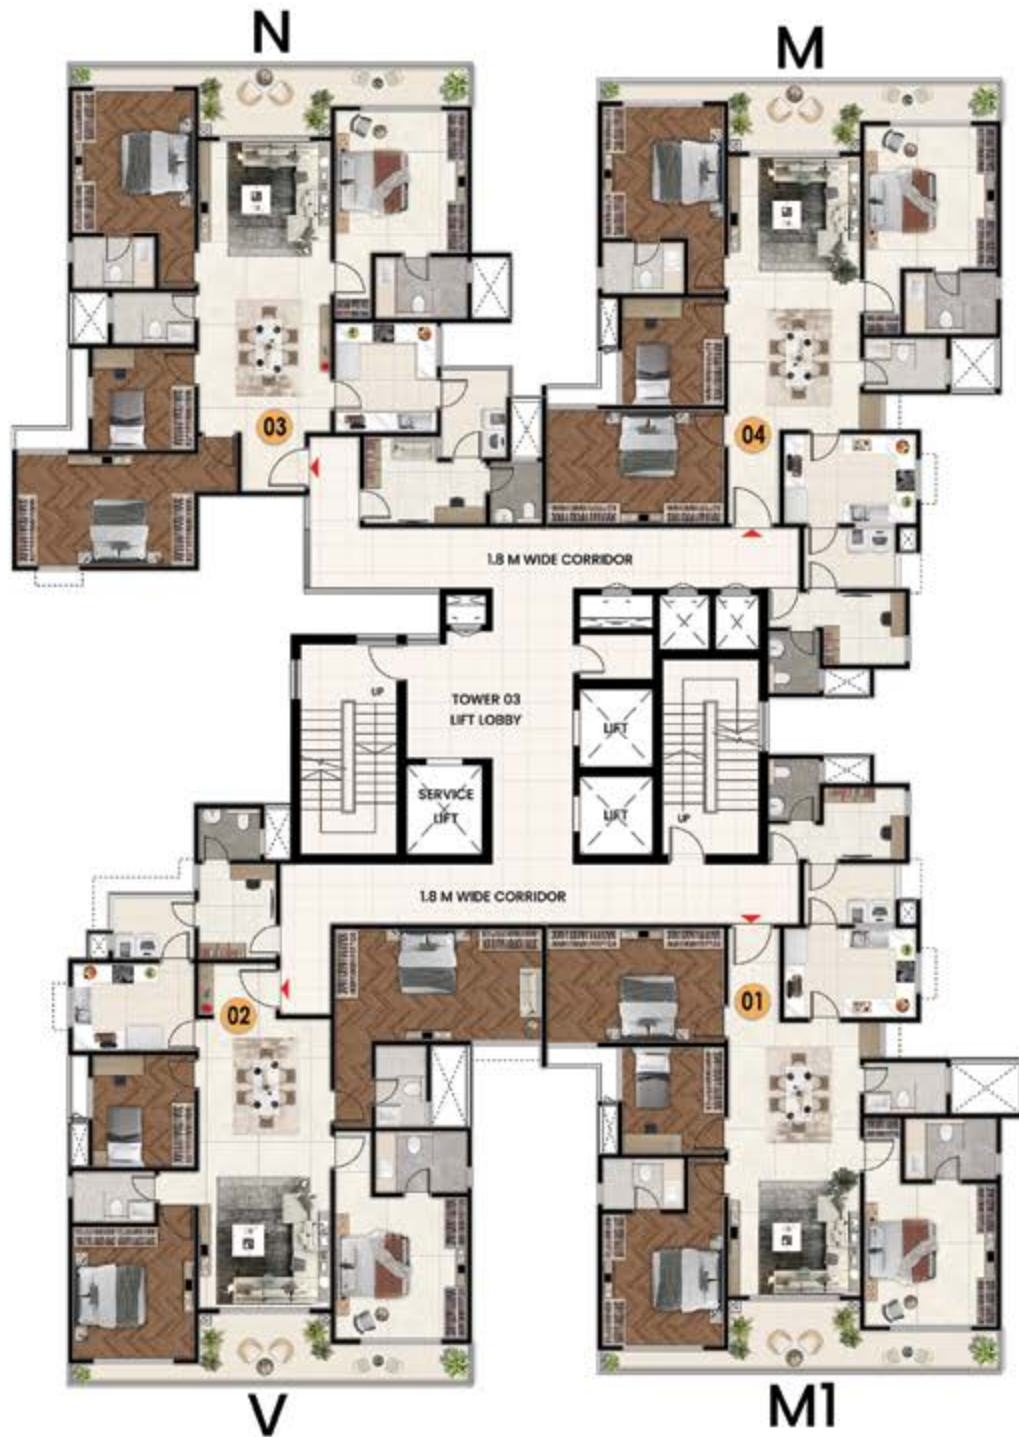 N
M
03
04
1.8 M WIDE CORRIDOR
UP
TOWER 03
LIFT LOBBY
LIFT
SERVICE
LIFT
LIFT
UP
1.8 M WIDE CORRIDOR
02
01
V
M1